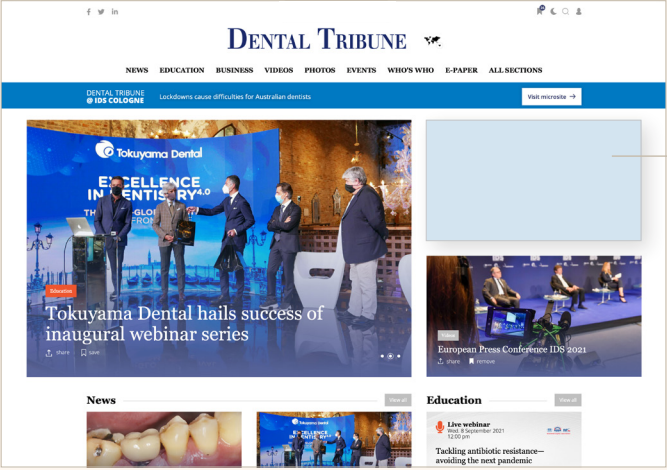 DENTAL TRIBUNE
NEWS EDUCATION BUSINESS VIDEOS PHOTOS EVENTS WHO'S WHO E-PAPER ALL SECTIONS
DENTAL TRIBUNE
@ IDS COLOGNE
Lockdowns cause difficulties for Australian dentists
Visit microsite
Tokuyama Dental
EXCELLENCE
IN DENTISTRY 4.0
Education
Tokuyama Dental hails success of
inaugural webinar series
share save
European Press Conference IDS 2021
share remove
News
View all
Education
View all
Tokuyama Dental
Live webinar
Wed. 8 September 2021
12:00 pm
Tackling antibiotic resistance—
avoiding the next pandemic